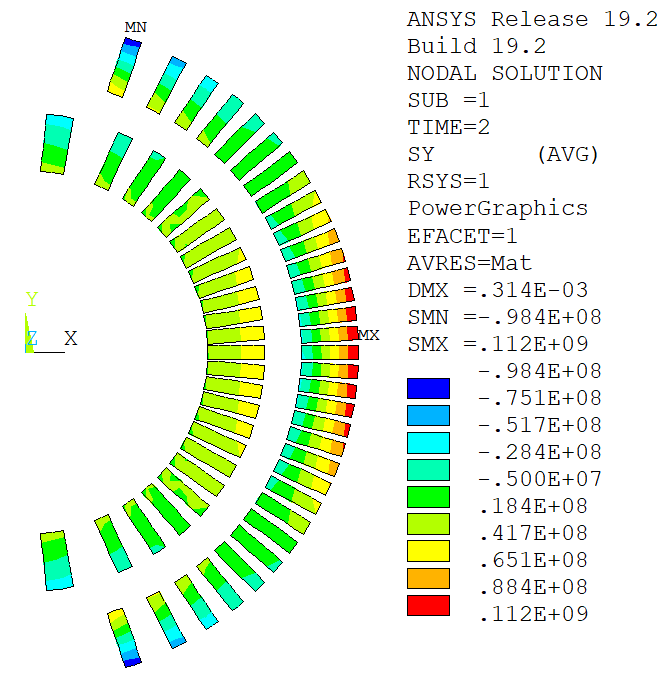 MN
ANSYS Release 19.2
Build 19.2
NODAL SOLUTION
SUB =1
TIME=2
SY (AVG)
RSYS=1
PowerGraphics
EFACET=1
AVRES=Mat
DMX =.314E-03
SMN =-.984E+08
SMX =.112E+09
Y
Z X
MX
-.984E+08
-.751E+08
-.517E+08
-.284E+08
-.500E+07
.184E+08
.417E+08
.651E+08
.884E+08
.112E+09